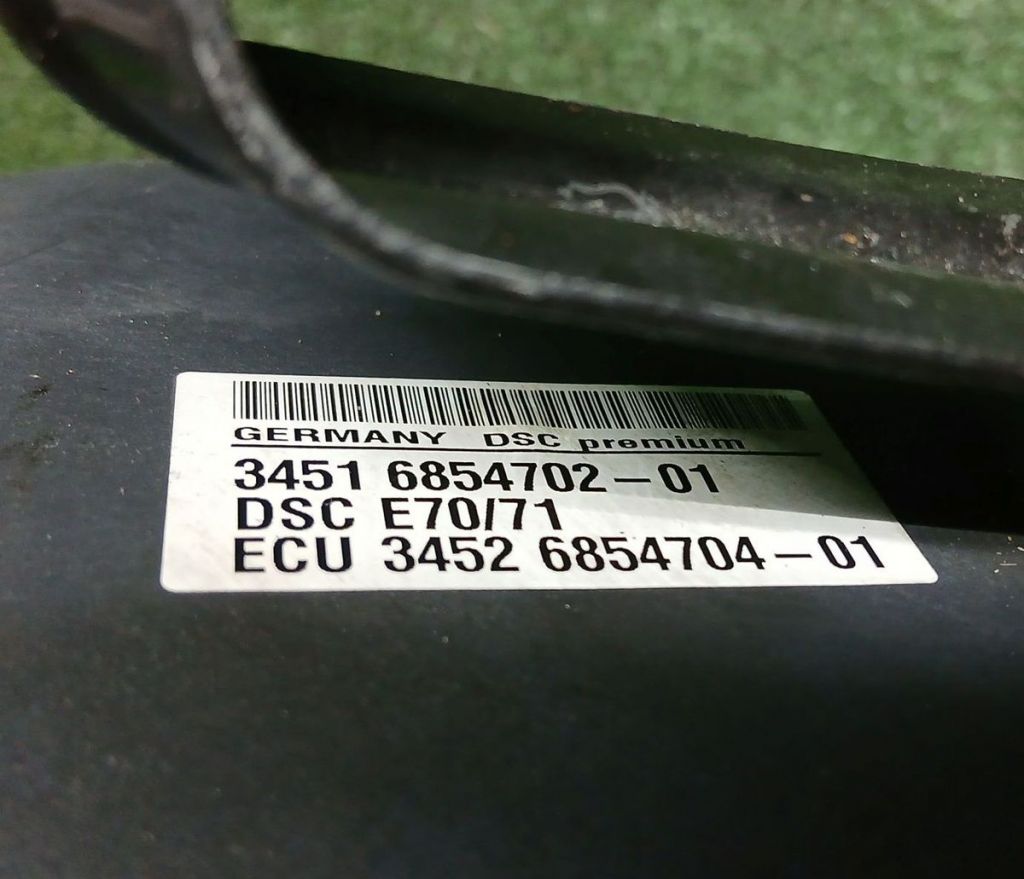 GERMANY DSC premium
3451 6854702-01
DSC E70/71
ECU 3452 6854704-01